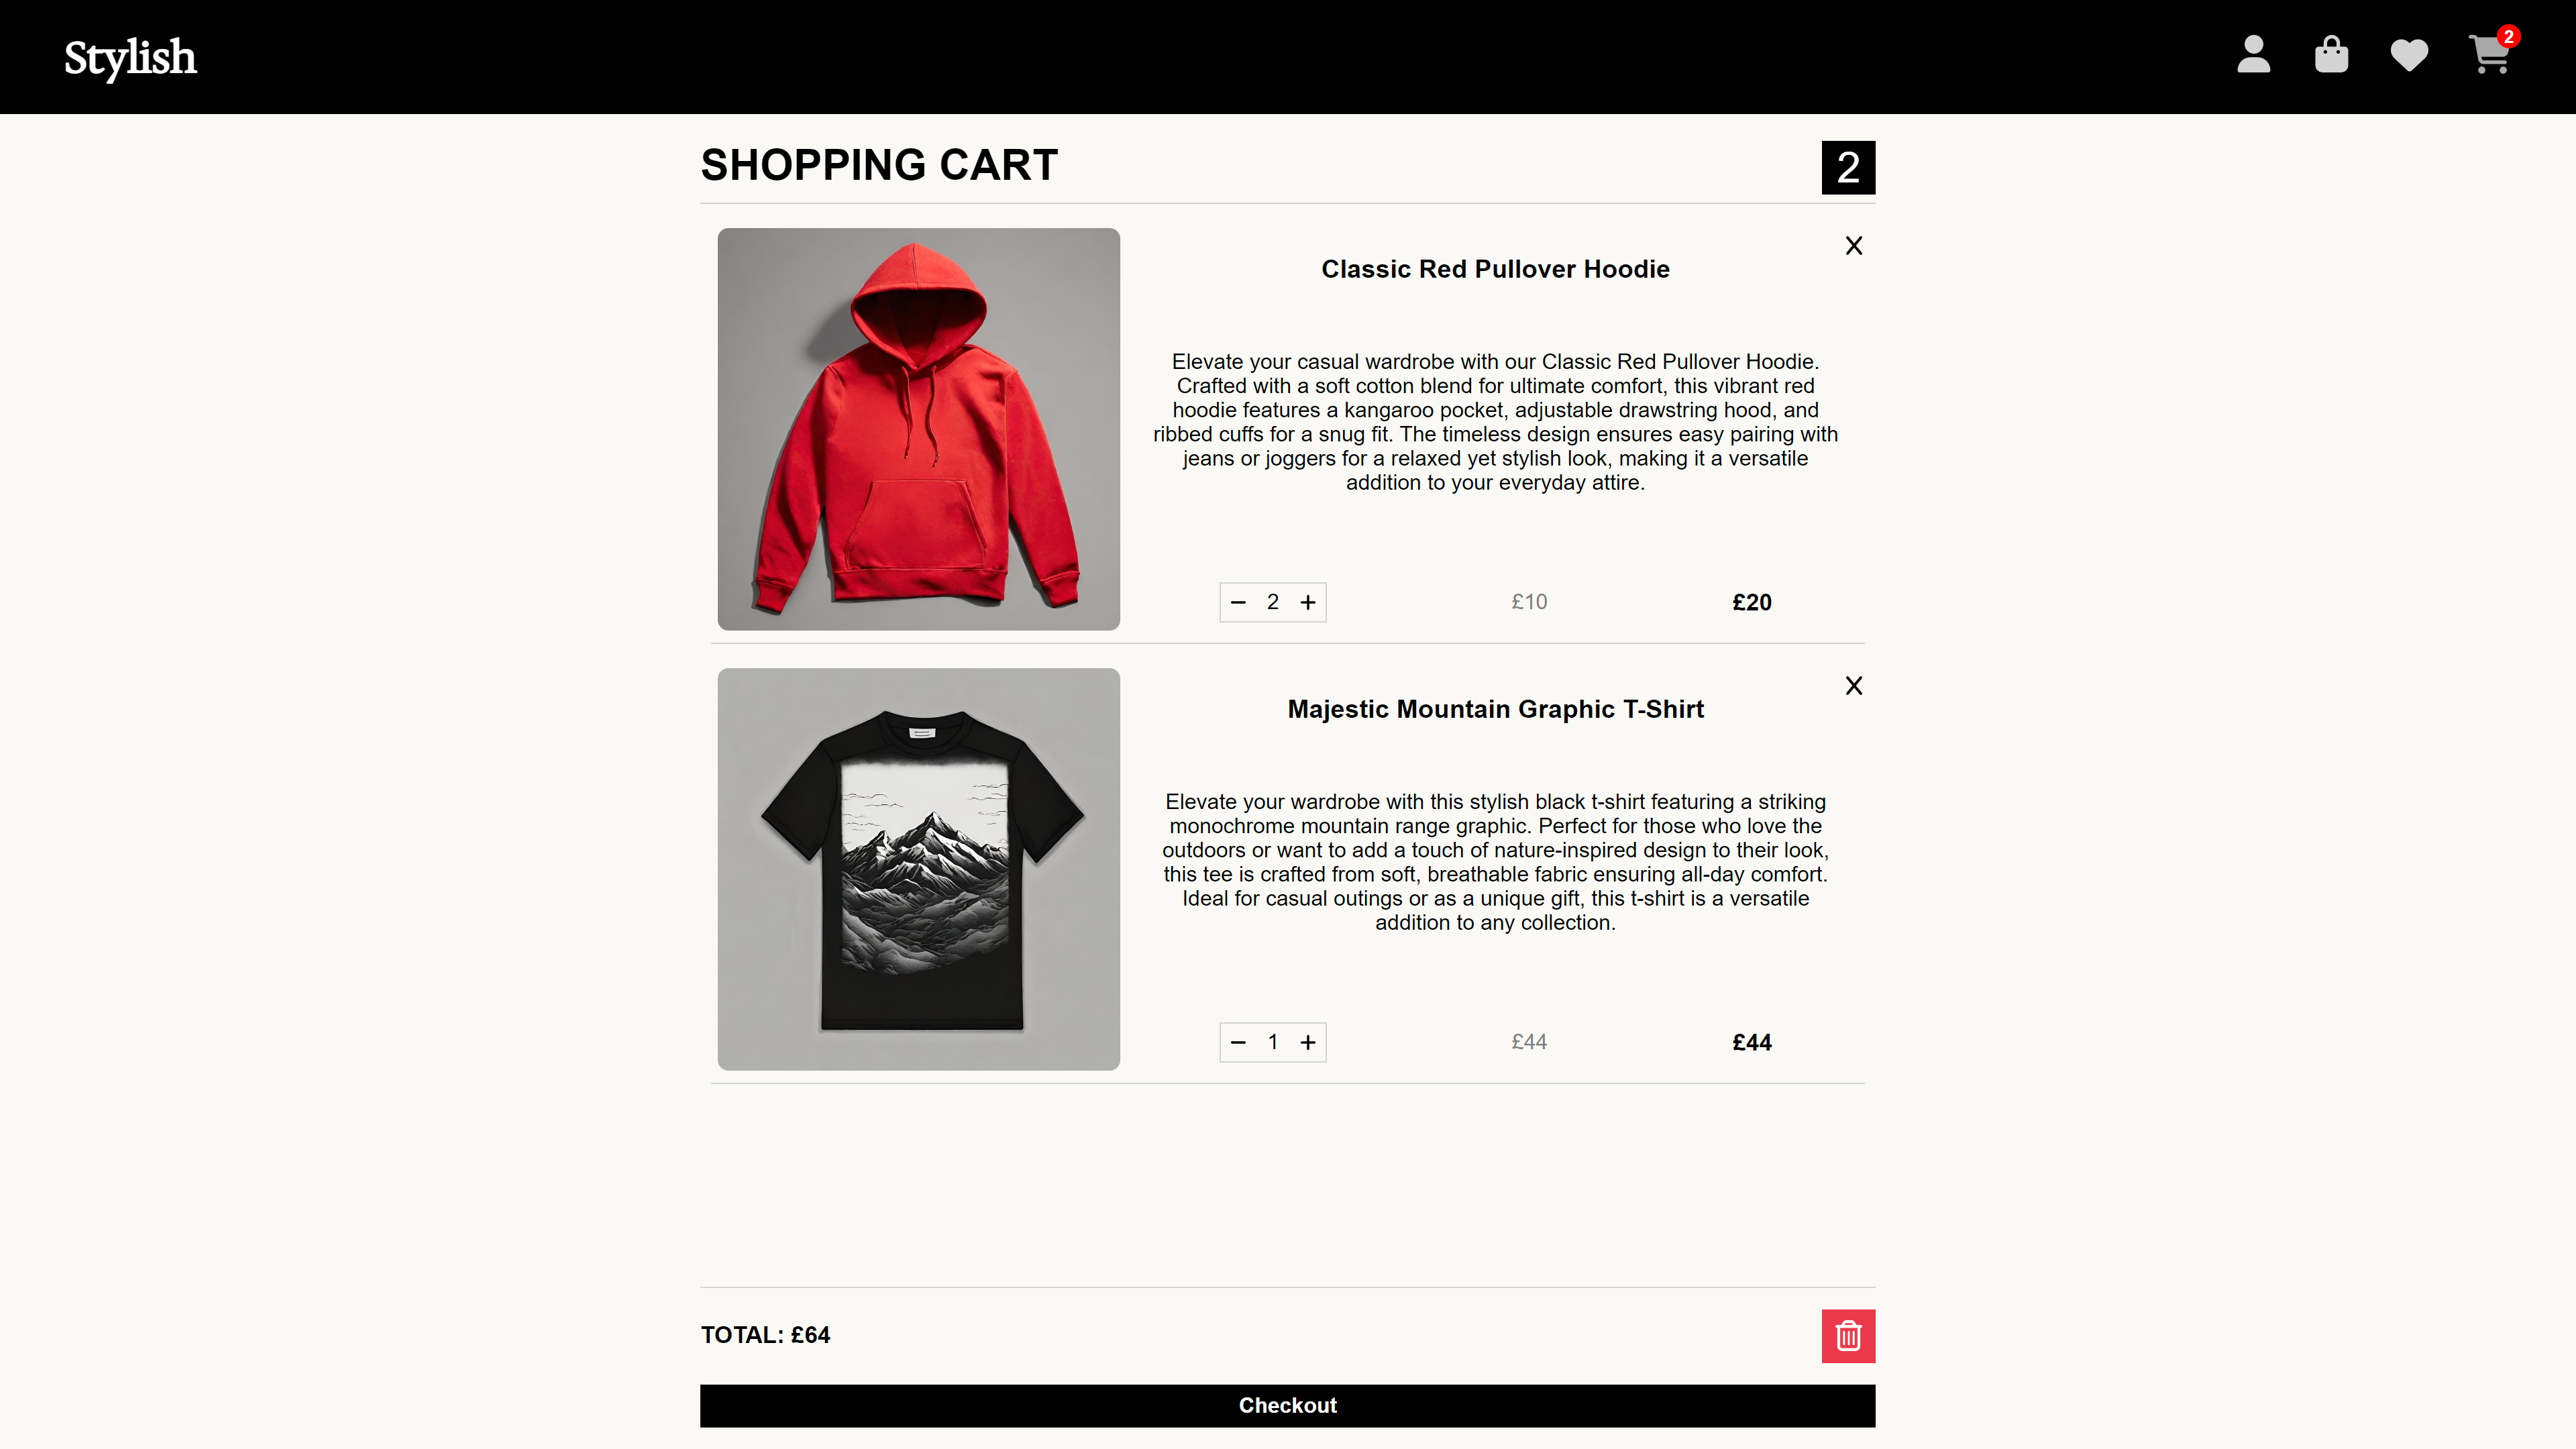 Stylish
2
SHOPPING CART
2
Classic Red Pullover Hoodie
X
Elevate your casual wardrobe with our Classic Red Pullover Hoodie.
Crafted with a soft cotton blend for ultimate comfort, this vibrant red
hoodie features a kangaroo pocket, adjustable drawstring hood, and
ribbed cuffs for a snug fit. The timeless design ensures easy pairing with
jeans or joggers for a relaxed yet stylish look, making it a versatile
addition to your everyday attire.
− 2 + £10 £20
Majestic Mountain Graphic T-Shirt
X
Elevate your wardrobe with this stylish black t-shirt featuring a striking
monochrome mountain range graphic. Perfect for those who love the
outdoors or want to add a touch of nature-inspired design to their look,
this tee is crafted from soft, breathable fabric ensuring all-day comfort.
Ideal for casual outings or as a unique gift, this t-shirt is a versatile
addition to any collection.
− 1 + £44 £44
TOTAL: £64
Checkout